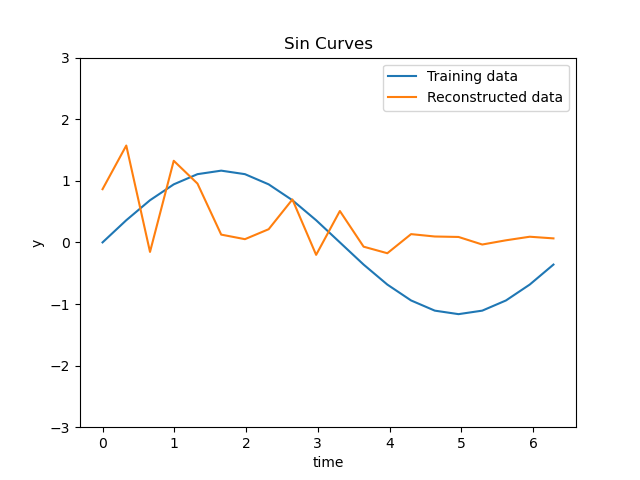 Sin Curves
Training data
Reconstructed data
3
2
1
0
−1
−2
−3
y
0 1 2 3 4 5 6
time